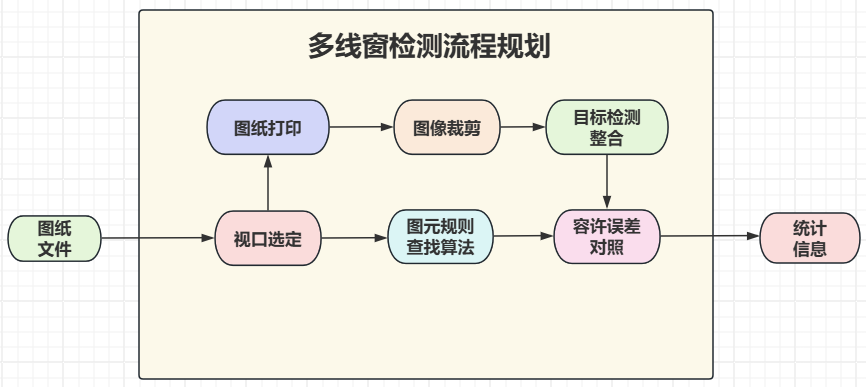 多线窗检测流程规划
图纸打印
图像裁剪
目标检测
整合
图纸
文件
视口选定
图元规则
查找算法
容许误差
对照
统计
信息